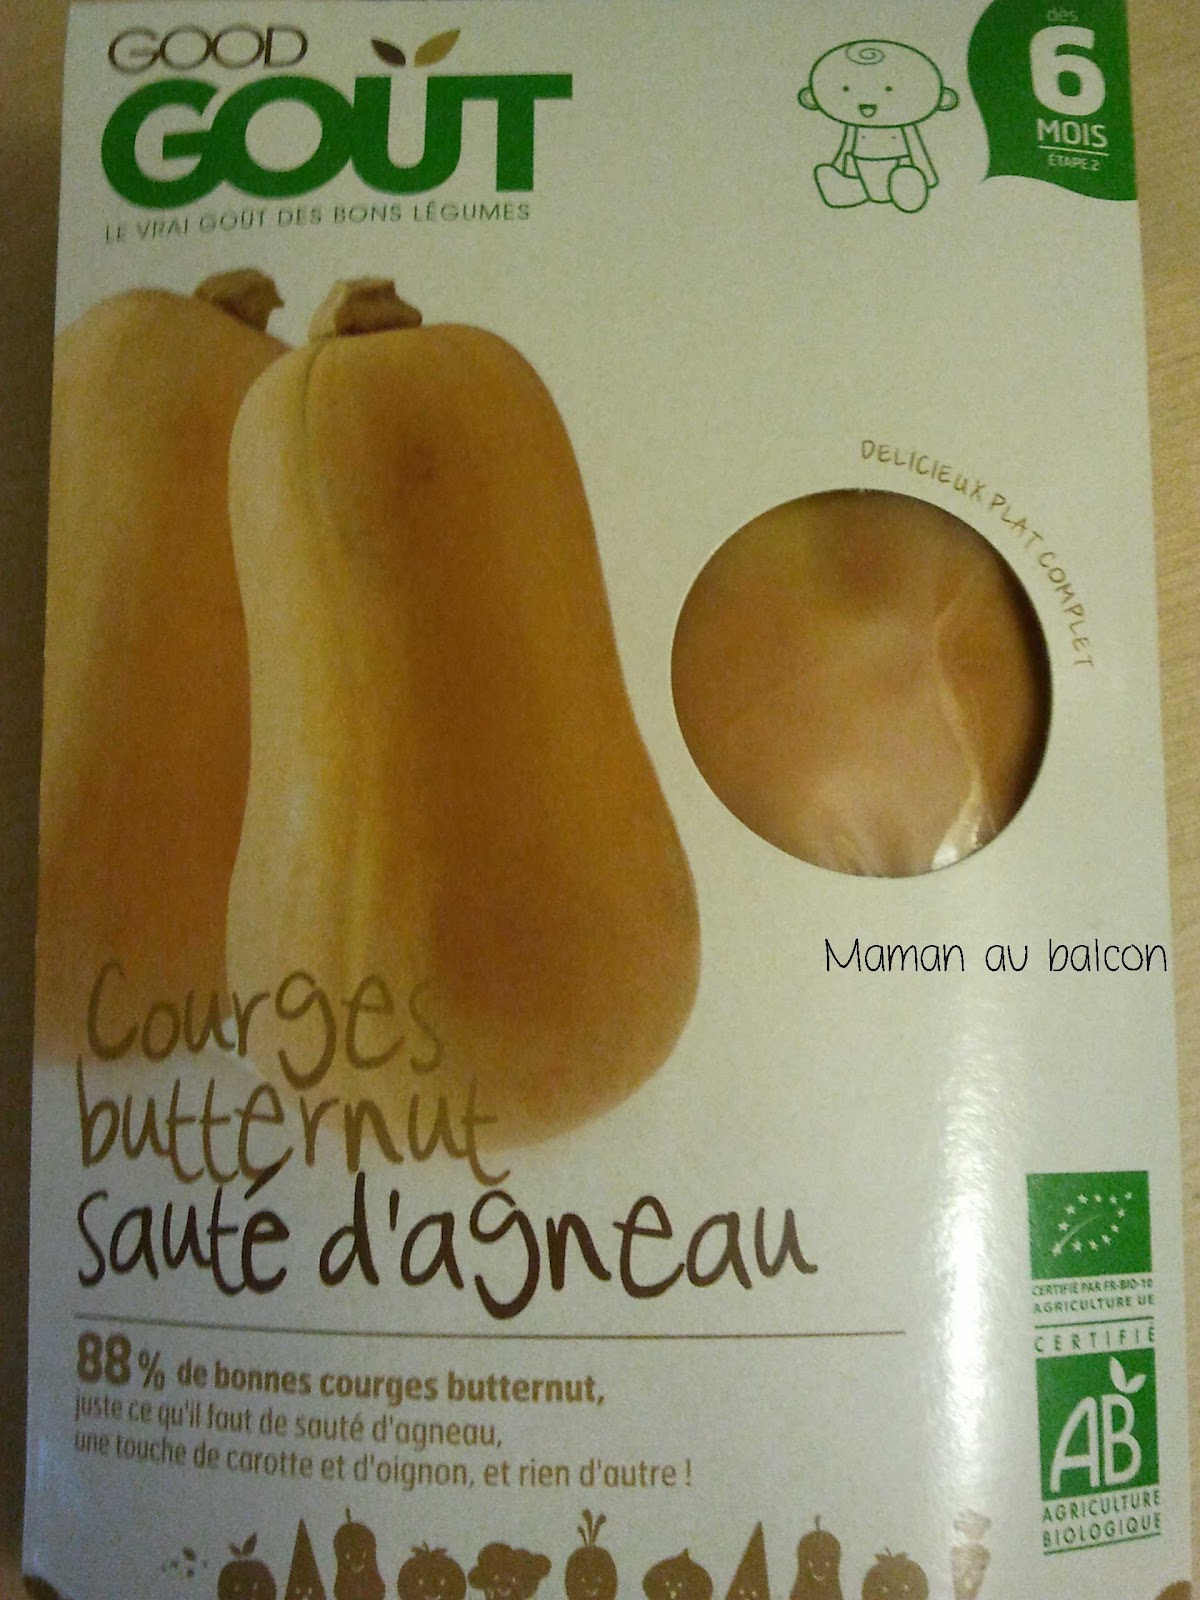 GOOD
GOÛT
LE VRAI GOÛT DES BONS LÉGUMES
dès
6
MOIS
ÉTAPE 2
DELICIEUX PLAT COMPLET
Maman au balcon
Courges
butternut
sauté d'agneau
88% de bonnes courges butternut,
juste ce qu'il faut de sauté d'agneau,
une touche de carotte et d'oignon, et rien d'autre !
CERTIFIÉ PAR FR-BIO-10
AGRICULTURE UE
CERTIFIÉ
AB
AGRICULTURE
BIOLOGIQUE